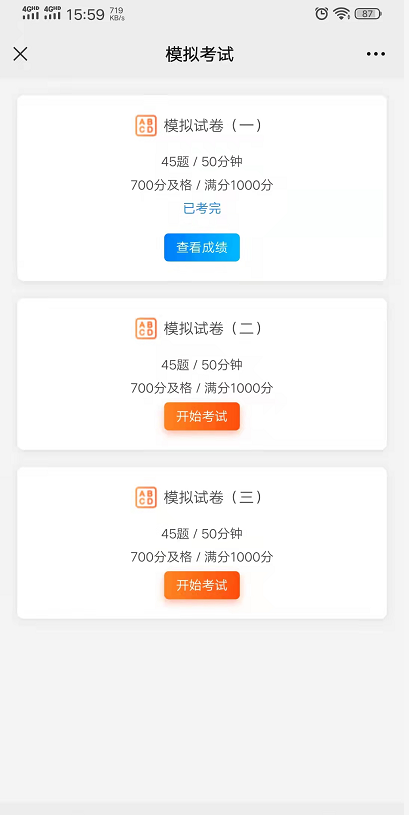 4GHD 4GHD 15:59 719 KB/s 87
模拟考试
ABCD 模拟试卷（一）
45题 / 50分钟
700分及格 / 满分1000分
已考完
查看成绩
ABCD 模拟试卷（二）
45题 / 50分钟
700分及格 / 满分1000分
开始考试
ABCD 模拟试卷（三）
45题 / 50分钟
700分及格 / 满分1000分
开始考试